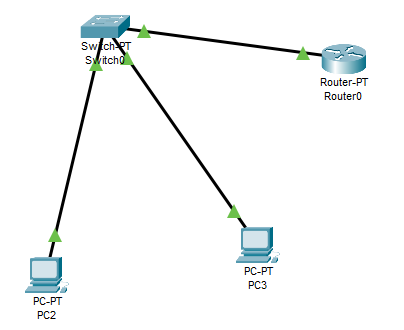 Switch-PT
Switch0
Router-PT
Router0
PC-PT
PC3
PC-PT
PC2